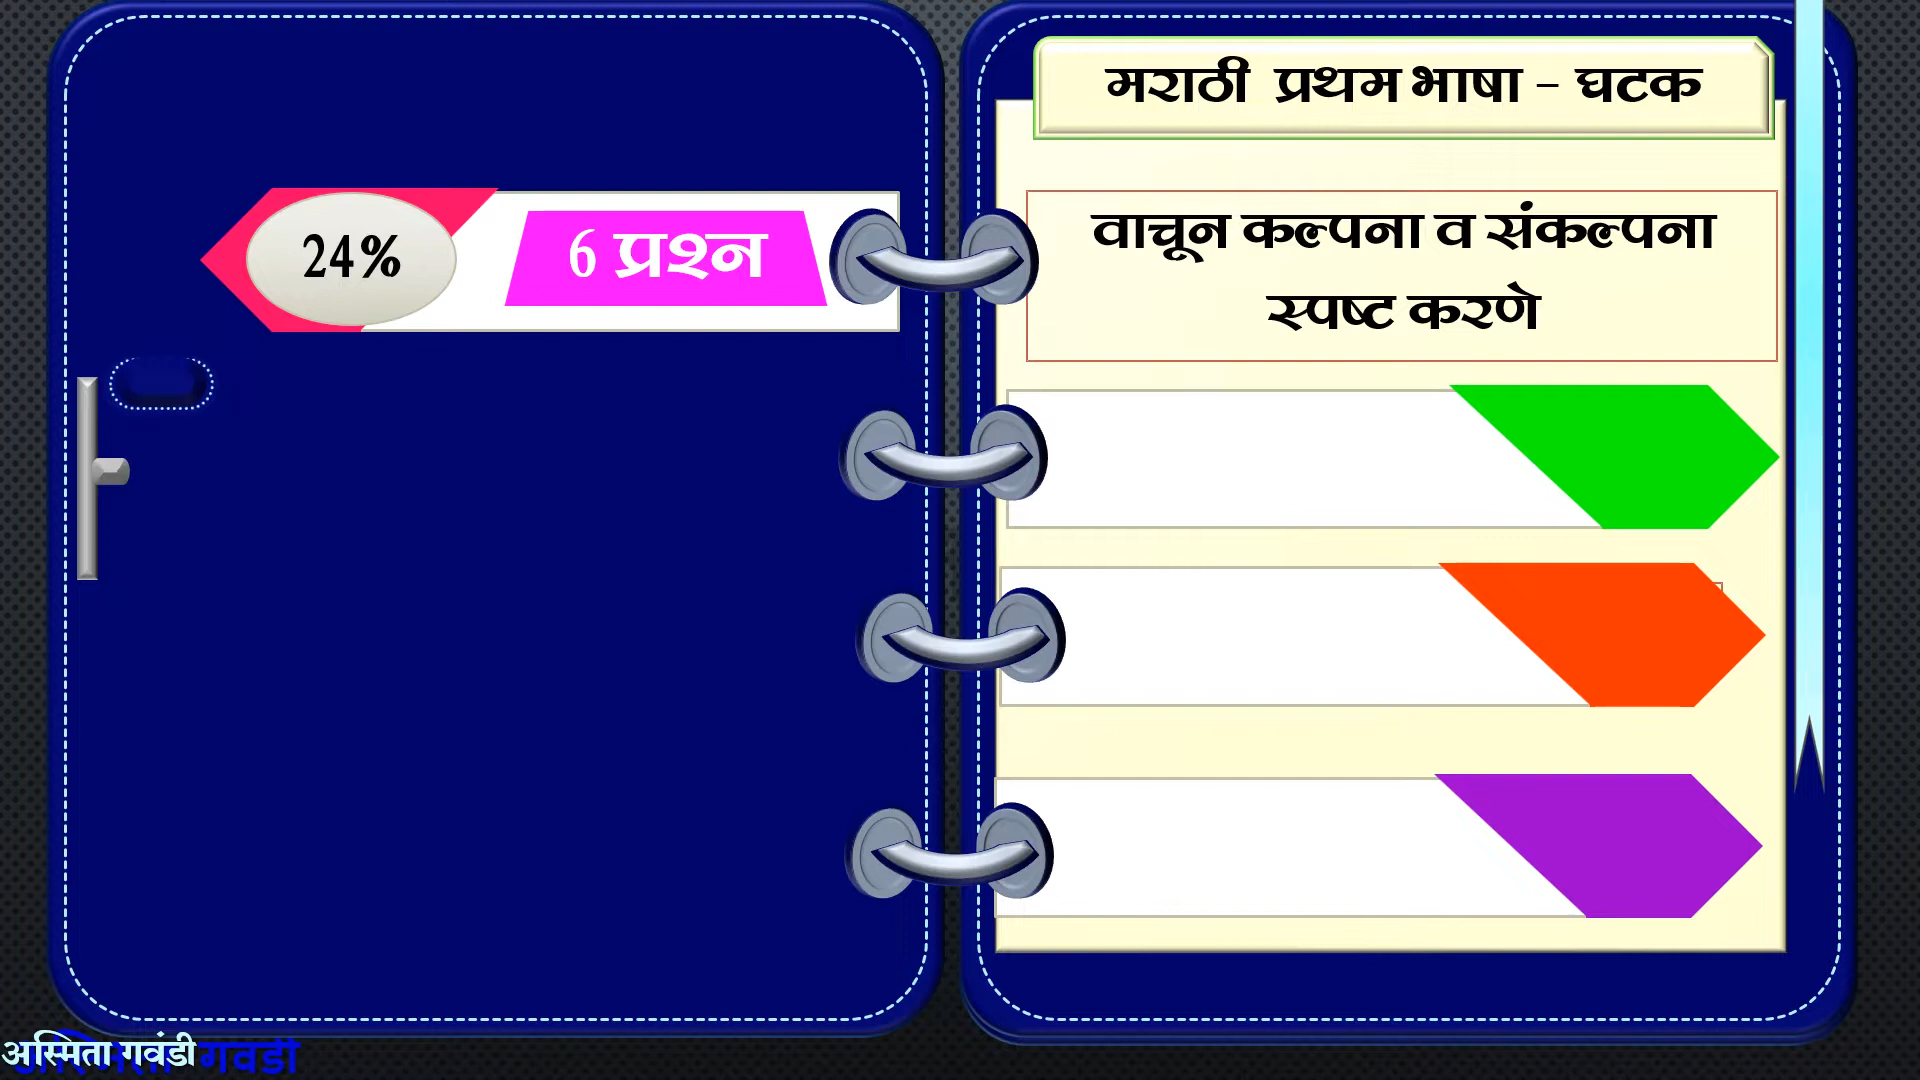 मराठी प्रथम भाषा - घटक
24%
6 प्रश्न
वाचून कल्पना व संकल्पना
स्पष्ट करणे
अस्मिता गवंडी